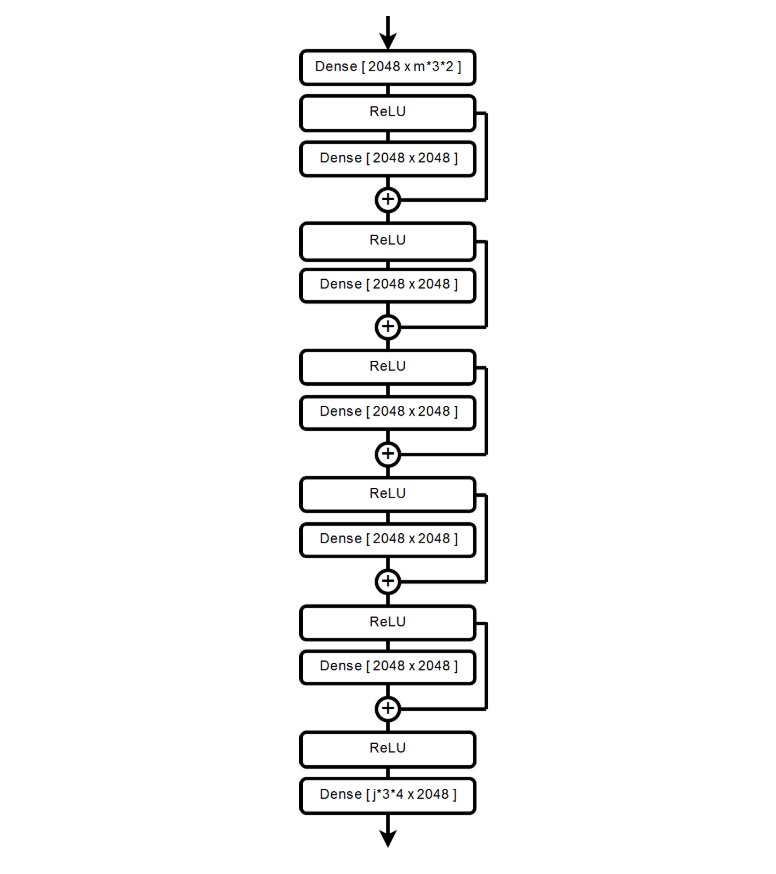 Dense [ 2048 x m*3*2 ]
ReLU
Dense [ 2048 x 2048 ]
+
ReLU
Dense [ 2048 x 2048 ]
+
ReLU
Dense [ 2048 x 2048 ]
+
ReLU
Dense [ 2048 x 2048 ]
+
ReLU
Dense [ 2048 x 2048 ]
+
ReLU
Dense [ j*3*4 x 2048 ]